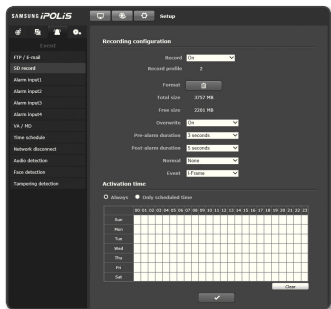 SAMSUNG iPOLiS
Setup
Event
FTP / E-mail
SD record
Alarm input1
Alarm input2
Alarm input3
Alarm input4
VA / MD
Time schedule
Network disconnect
Audio detection
Face detection
Tampering detection
Recording configuration
Record On
Record profile 2
Format
Total size 3757 MB
Free size 2281 MB
Overwrite On
Pre-alarm duration 3 seconds
Post-alarm duration 5 seconds
Normal None
Event I-Frame
Activation time
Always Only scheduled time
00 01 02 03 04 05 06 07 08 09 10 11 12 13 14 15 16 17 18 19 20 21 22 23
Sun
Mon
Tue
Wed
Thu
Fri
Sat
Clear